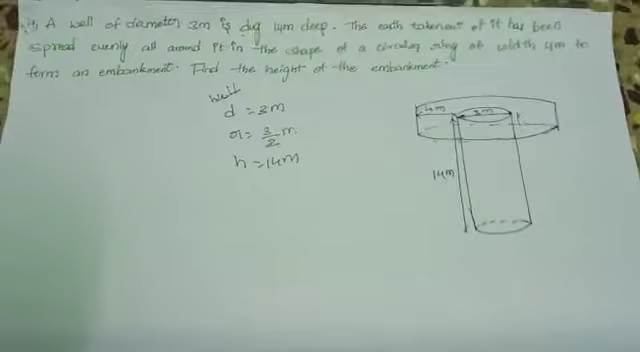 4) A well of diameter 3m is dug 14m deep. The earth taken out of it has been
spread evenly all around it in the shape of a circular ring of width 4m to
form an embankment. Find the height of the embankment.
Well
d = 3m
r = 3/2 m.
h = 14m
4m
3m
14m